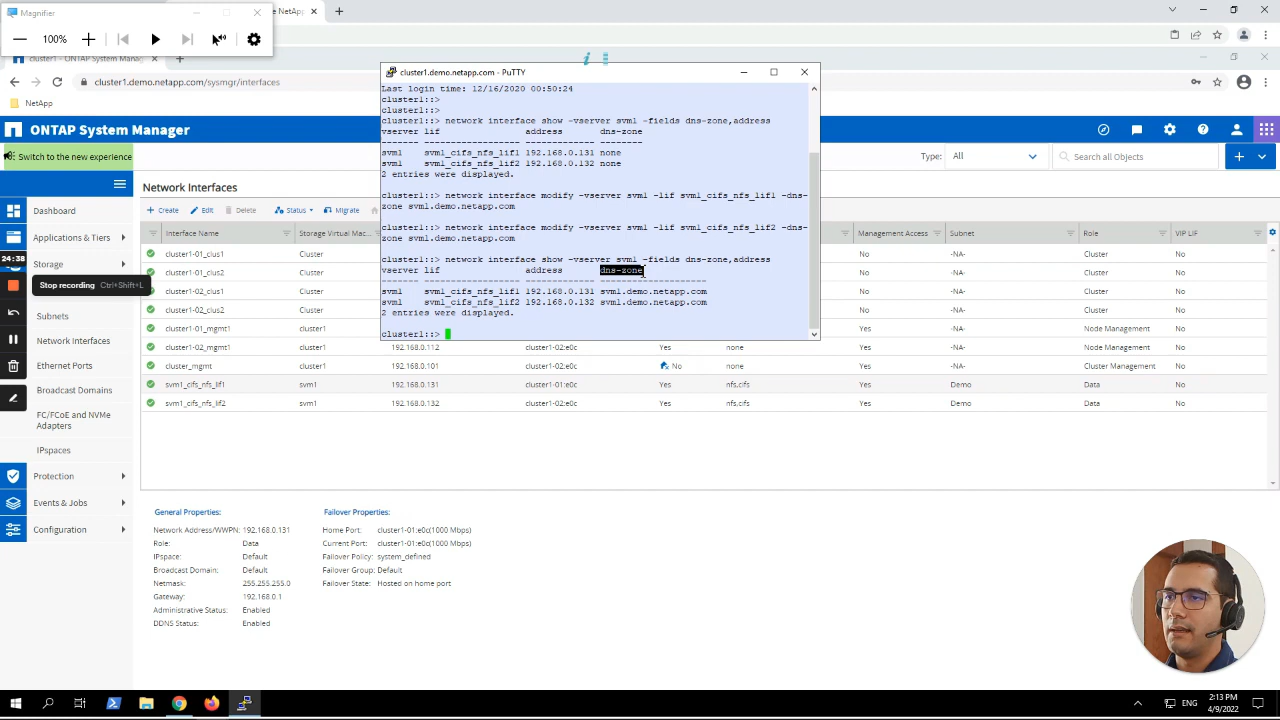 Magnifier
100%
e NetAp
cluster1 - ONTAP System Manager
cluster1.demo.netapp.com/sysmgr/interfaces
NetApp
ONTAP System Manager
Switch to the new experience
Type:
All
Search all Objects
Dashboard
Applications & Tiers
Storage
24:38
Stop recording Ctrl+Shift+L
Subnets
Network Interfaces
Ethernet Ports
Broadcast Domains
FC/FCoE and NVMe
Adapters
IPspaces
Protection
Events & Jobs
Configuration
Network Interfaces
Create Edit Delete Status Migrate
Interface Name Storage Virtual Mac...
Management Access Subnet Role VIP LIF
cluster1-01_clus1 Cluster
-NA- Cluster No
cluster1-01_clus2 Cluster
-NA- Cluster No
cluster1-02_clus1 Cluster
-NA- Cluster No
cluster1-02_clus2 Cluster
-NA- Cluster No
cluster1-01_mgmt1 cluster1
Yes -NA- Node Management No
cluster1-02_mgmt1 cluster1 192.168.0.112 cluster1-02:e0c Yes none Yes -NA- Node Management No
cluster_mgmt cluster1 192.168.0.101 cluster1-02:e0c No none Yes -NA- Cluster Management No
svm1_cifs_nfs_lif1 svm1 192.168.0.131 cluster1-01:e0c Yes nfs,cifs Yes Demo Data No
svm1_cifs_nfs_lif2 svm1 192.168.0.132 cluster1-02:e0c Yes nfs,cifs Yes Demo Data No
cluster1.demo.netapp.com - PuTTY
Last login time: 12/16/2020 00:50:24
cluster1::>
cluster1::>
cluster1::> network interface show -vserver svm1 -fields dns-zone,address
vserver lif address dns-zone
------- ------------------ ------------- --------
svm1 svm1_cifs_nfs_lif1 192.168.0.131 none
svm1 svm1_cifs_nfs_lif2 192.168.0.132 none
2 entries were displayed.
cluster1::> network interface modify -vserver svm1 -lif svm1_cifs_nfs_lif1 -dns-
zone svm1.demo.netapp.com
cluster1::> network interface modify -vserver svm1 -lif svm1_cifs_nfs_lif2 -dns-
zone svm1.demo.netapp.com
cluster1::> network interface show -vserver svm1 -fields dns-zone,address
vserver lif address dns-zone
------- ------------------ ------------- --------------------
svm1 svm1_cifs_nfs_lif1 192.168.0.131 svm1.demo.netapp.com
svm1 svm1_cifs_nfs_lif2 192.168.0.132 svm1.demo.netapp.com
2 entries were displayed.
cluster1::>
General Properties:
Network Address/WWPN: 192.168.0.131
Role: Data
IPspace: Default
Broadcast Domain: Default
Netmask: 255.255.255.0
Gateway: 192.168.0.1
Administrative Status: Enabled
DDNS Status: Enabled
Failover Properties:
Home Port: cluster1-01:e0c(1000 Mbps)
Current Port: cluster1-01:e0c(1000 Mbps)
Failover Policy: system_defined
Failover Group: Default
Failover State: Hosted on home port
ENG
2:13 PM
4/9/2022